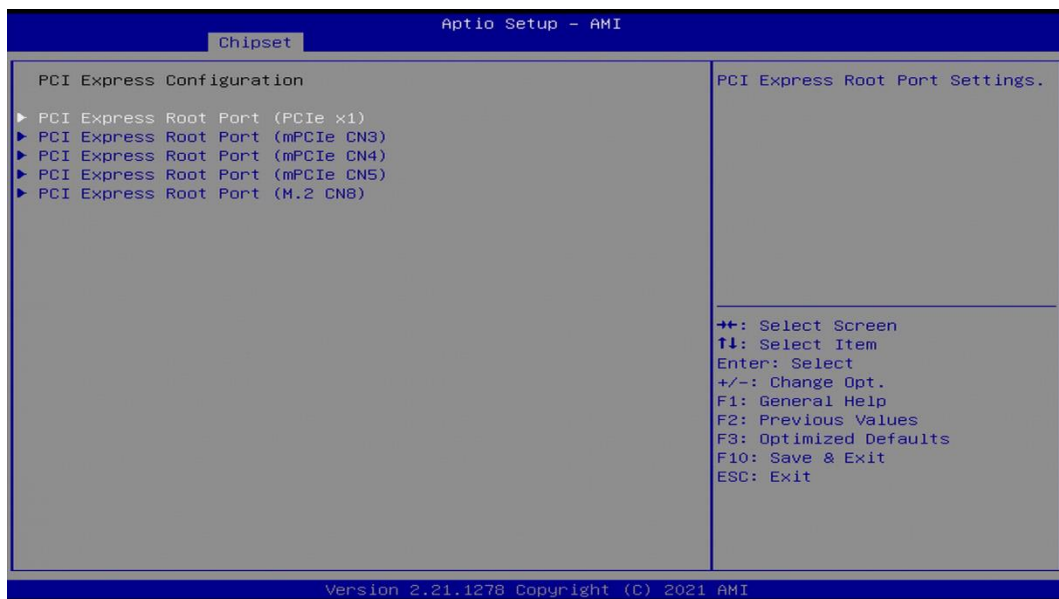 Aptio Setup – AMI
Chipset
PCI Express Configuration
▶ PCI Express Root Port (PCIe x1)
▶ PCI Express Root Port (mPCIe CN3)
▶ PCI Express Root Port (mPCIe CN4)
▶ PCI Express Root Port (mPCIe CN5)
▶ PCI Express Root Port (M.2 CN8)
PCI Express Root Port Settings.
→←: Select Screen
↑↓: Select Item
Enter: Select
+/-: Change Opt.
F1: General Help
F2: Previous Values
F3: Optimized Defaults
F10: Save & Exit
ESC: Exit
Version 2.21.1278 Copyright (C) 2021 AMI